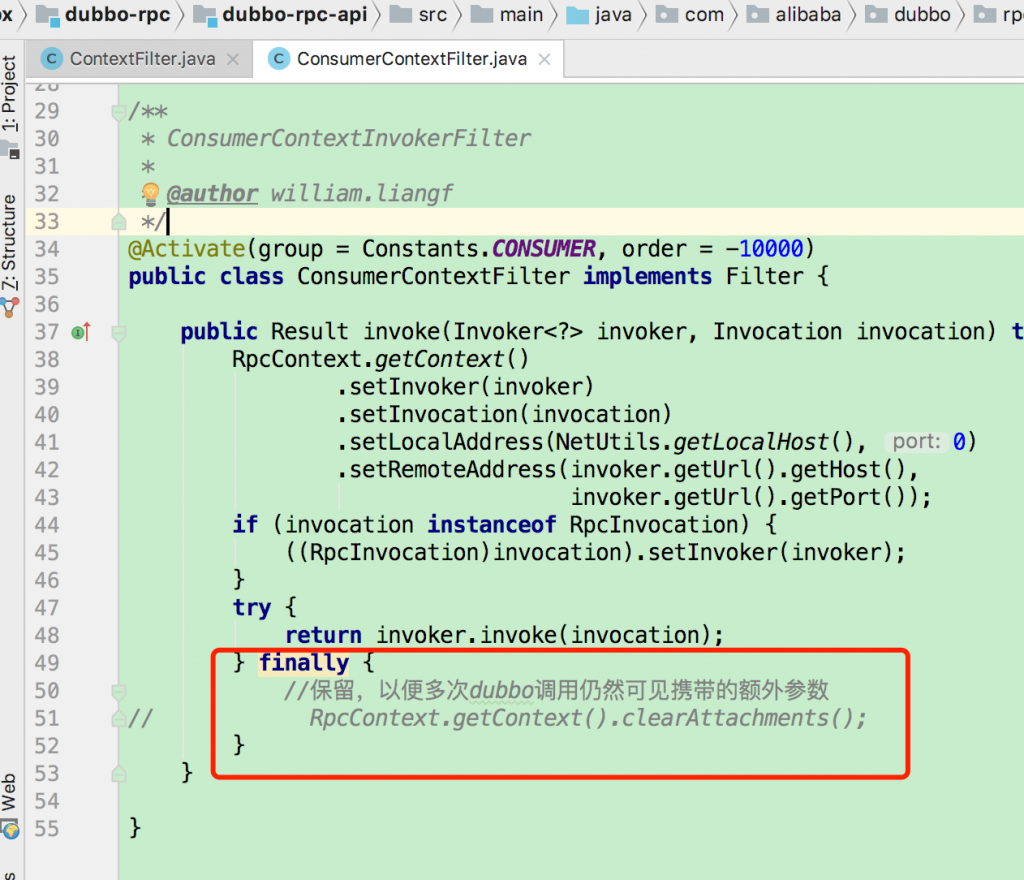 dubbo-rpc dubbo-rpc-api src main java com alibaba dubbo
ContextFilter.java ConsumerContextFilter.java
1: Project
Z: Structure
Web
29 /**
30 * ConsumerContextInvokerFilter
31 *
32 @author william.liangf
33 */
34 @Activate(group = Constants.CONSUMER, order = -10000)
35 public class ConsumerContextFilter implements Filter {
36
37 public Result invoke(Invoker<?> invoker, Invocation invocation) t
38 RpcContext.getContext()
39 .setInvoker(invoker)
40 .setInvocation(invocation)
41 .setLocalAddress(NetUtils.getLocalHost(), port: 0)
42 .setRemoteAddress(invoker.getUrl().getHost(),
43 invoker.getUrl().getPort());
44 if (invocation instanceof RpcInvocation) {
45 ((RpcInvocation)invocation).setInvoker(invoker);
46 }
47 try {
48 return invoker.invoke(invocation);
49 } finally {
50 //保留，以便多次dubbo调用仍然可见携带的额外参数
51 // RpcContext.getContext().clearAttachments();
52 }
53 }
54
55 }